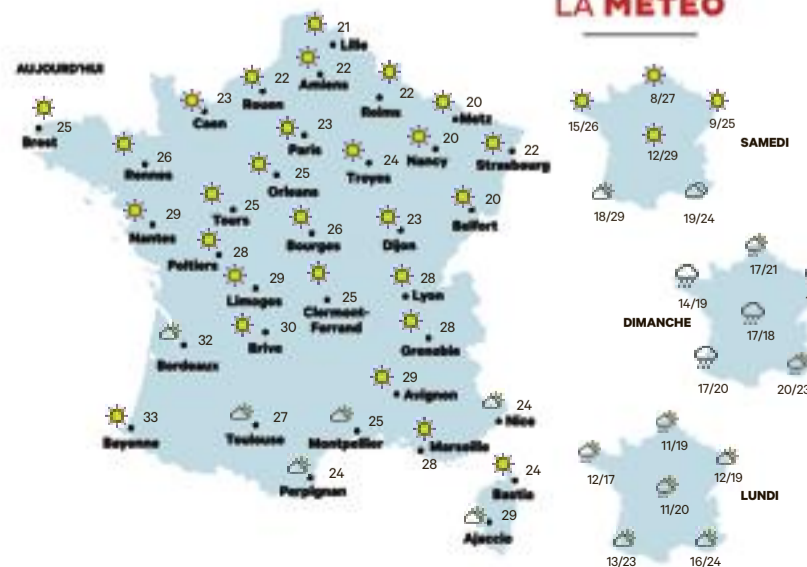 LA METEO
AUJOURD'HUI
21
Lille
22
Amiens
22
Rouen
22
Reims
23
Caen
20
Metz
25
Brest
23
Paris
20
Nancy
22
Strasbourg
26
Rennes
24
Troyes
25
Orleans
25
Tours
20
Belfort
29
Nantes
26
Bourges
23
Dijon
28
Poitiers
29
Limoges
25
Clermont-
Ferrand
28
Lyon
30
Brive
28
Grenoble
32
Bordeaux
29
Avignon
33
Bayonne
27
Toulouse
25
Montpellier
24
Nice
Marseille
28
24
Perpignan
24
Bastia
29
Ajaccio
8/27
15/26
9/25
12/29
SAMEDI
18/29
19/24
17/21
14/19
DIMANCHE
17/18
17/20
20/23
11/19
12/17
12/19
11/20
LUNDI
13/23
16/24